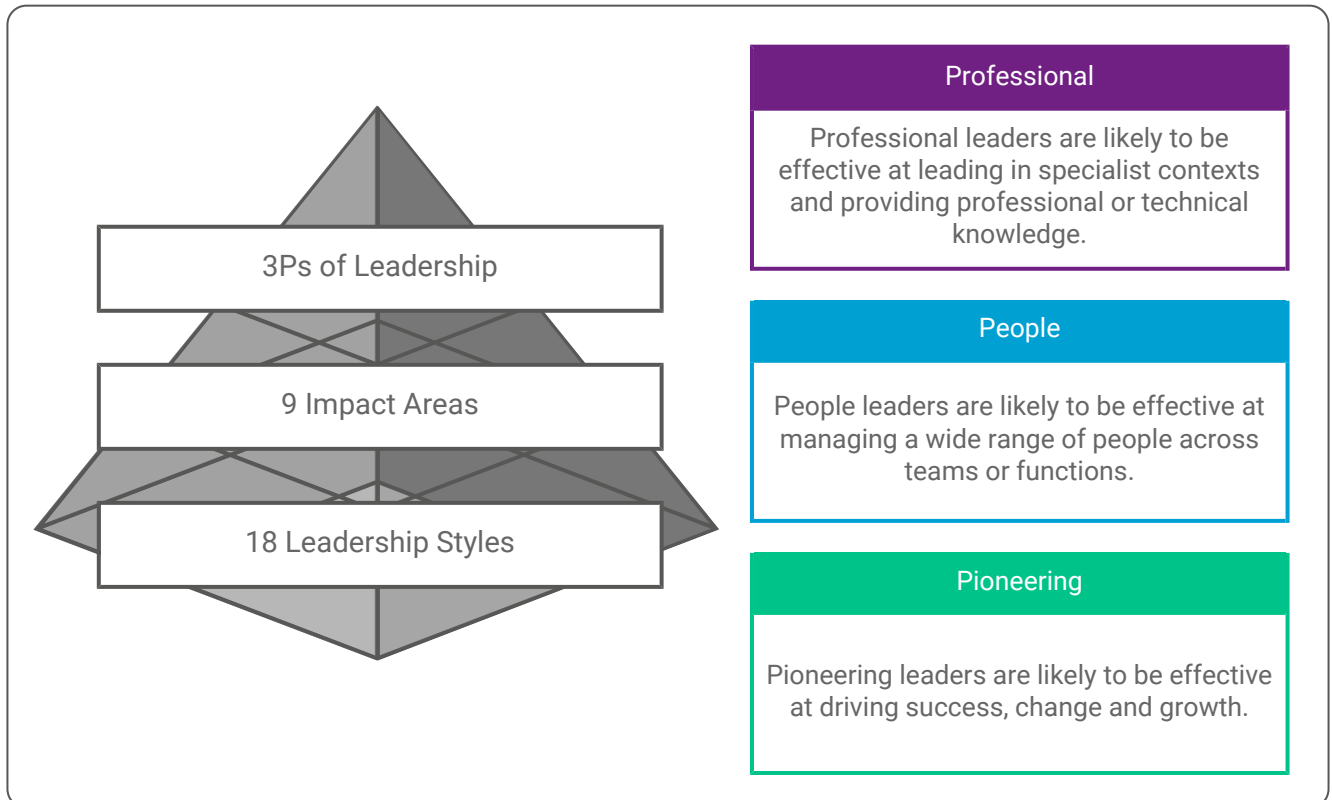 3Ps of Leadership
9 Impact Areas
18 Leadership Styles
Professional
Professional leaders are likely to be
effective at leading in specialist contexts
and providing professional or technical
knowledge.
People
People leaders are likely to be effective at
managing a wide range of people across
teams or functions.
Pioneering
Pioneering leaders are likely to be effective
at driving success, change and growth.